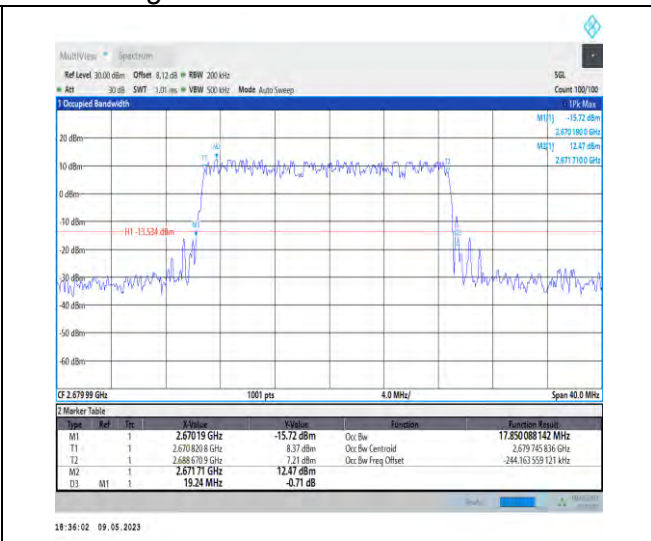 MultiView Spectrum
Ref Level 30.00 dBm Offset 8.12 dB RBW 200 kHz SGL
Att 30 dB SWT 1.01 ms VBW 500 kHz Mode Auto Sweep Count 100/100
1 Occupied Bandwidth 1Pk Max
M1[1] -15.72 dBm
2.670 190 0 GHz
20 dBm
M2[1] 12.47 dBm
2.671 710 0 GHz
M2
T1 T2
10 dBm
0 dBm
-10 dBm
M1
H1 -13.534 dBm
-20 dBm
-30 dBm
-40 dBm
-50 dBm
-60 dBm
CF 2.679 99 GHz 1001 pts 4.0 MHz/ Span 40.0 MHz
2 Marker Table
Type Ref Trc X-Value Y-Value Function Function Result
M1 1 2.670 19 GHz -15.72 dBm Occ Bw 17.850 088 142 MHz
T1 1 2.670 820 8 GHz 8.37 dBm Occ Bw Centroid 2.679 745 836 GHz
T2 1 2.688 670 9 GHz 7.21 dBm Occ Bw Freq Offset -244.163 559 121 kHz
M2 1 2.671 71 GHz 12.47 dBm
D3 M1 1 19.24 MHz -0.71 dB
18:36:02 09.05.2023